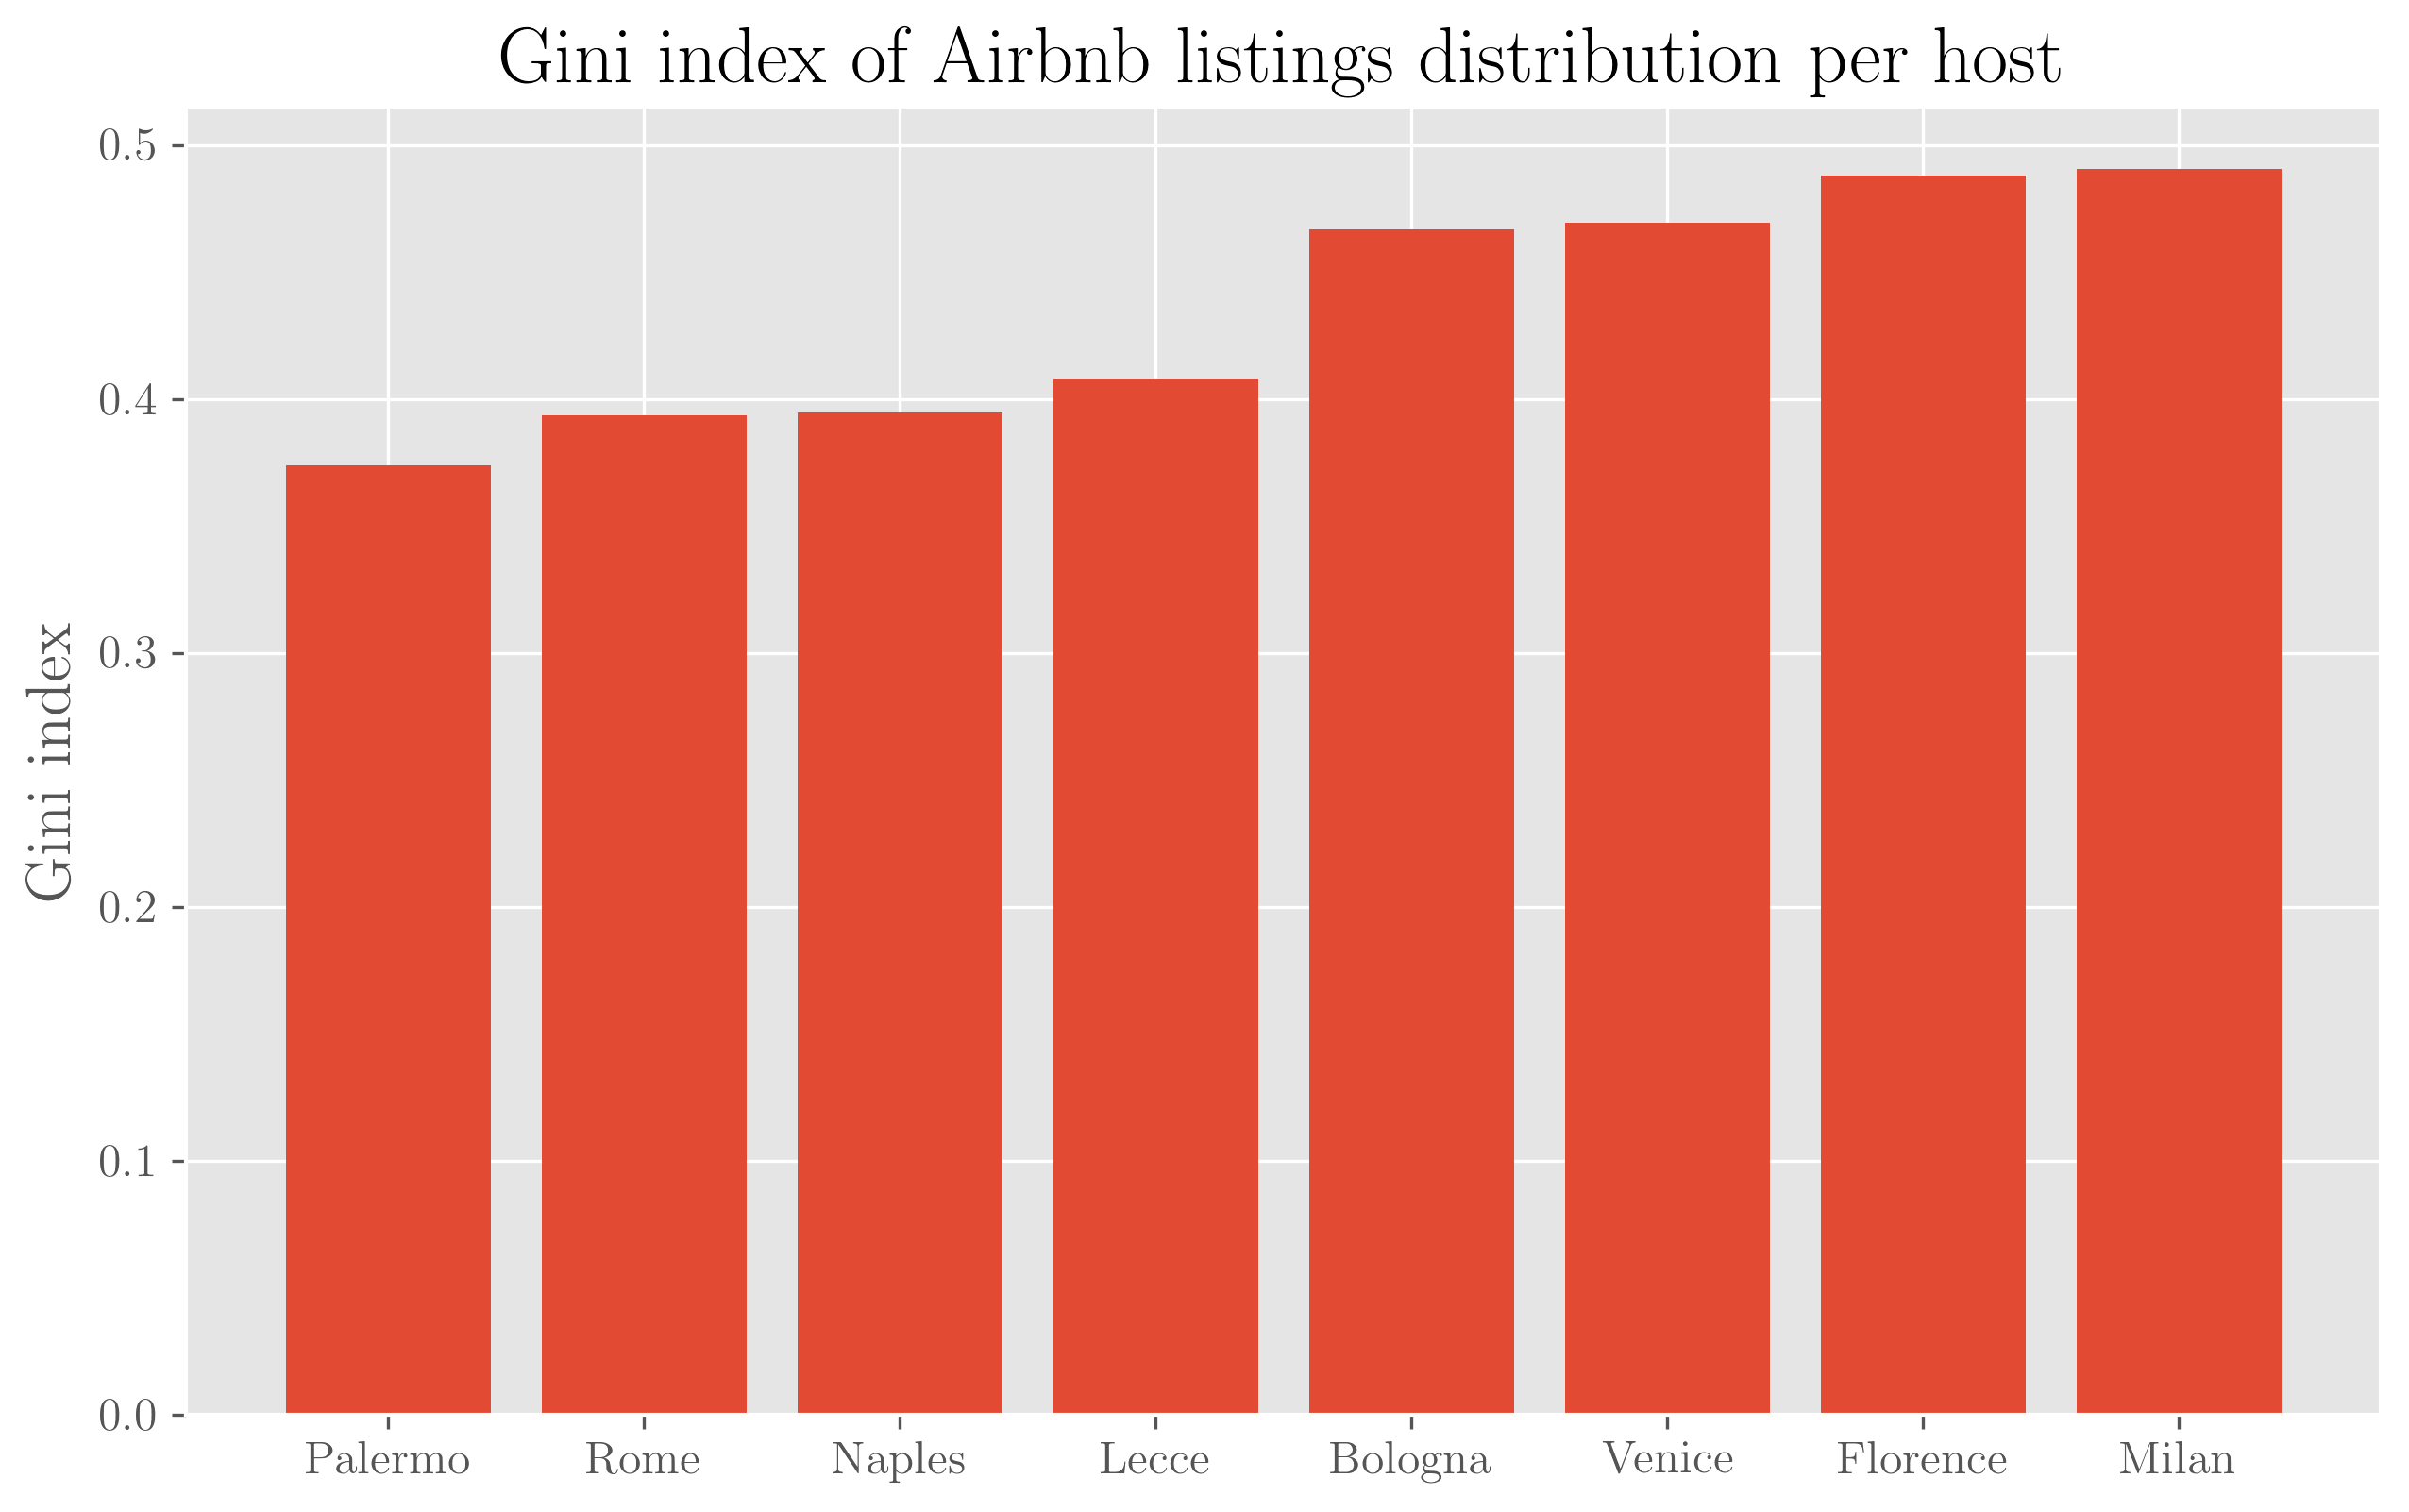 Gini index of Airbnb listings distribution per host
Gini index
0.5
0.4
0.3
0.2
0.1
0.0
Palermo Rome Naples Lecce Bologna Venice Florence Milan